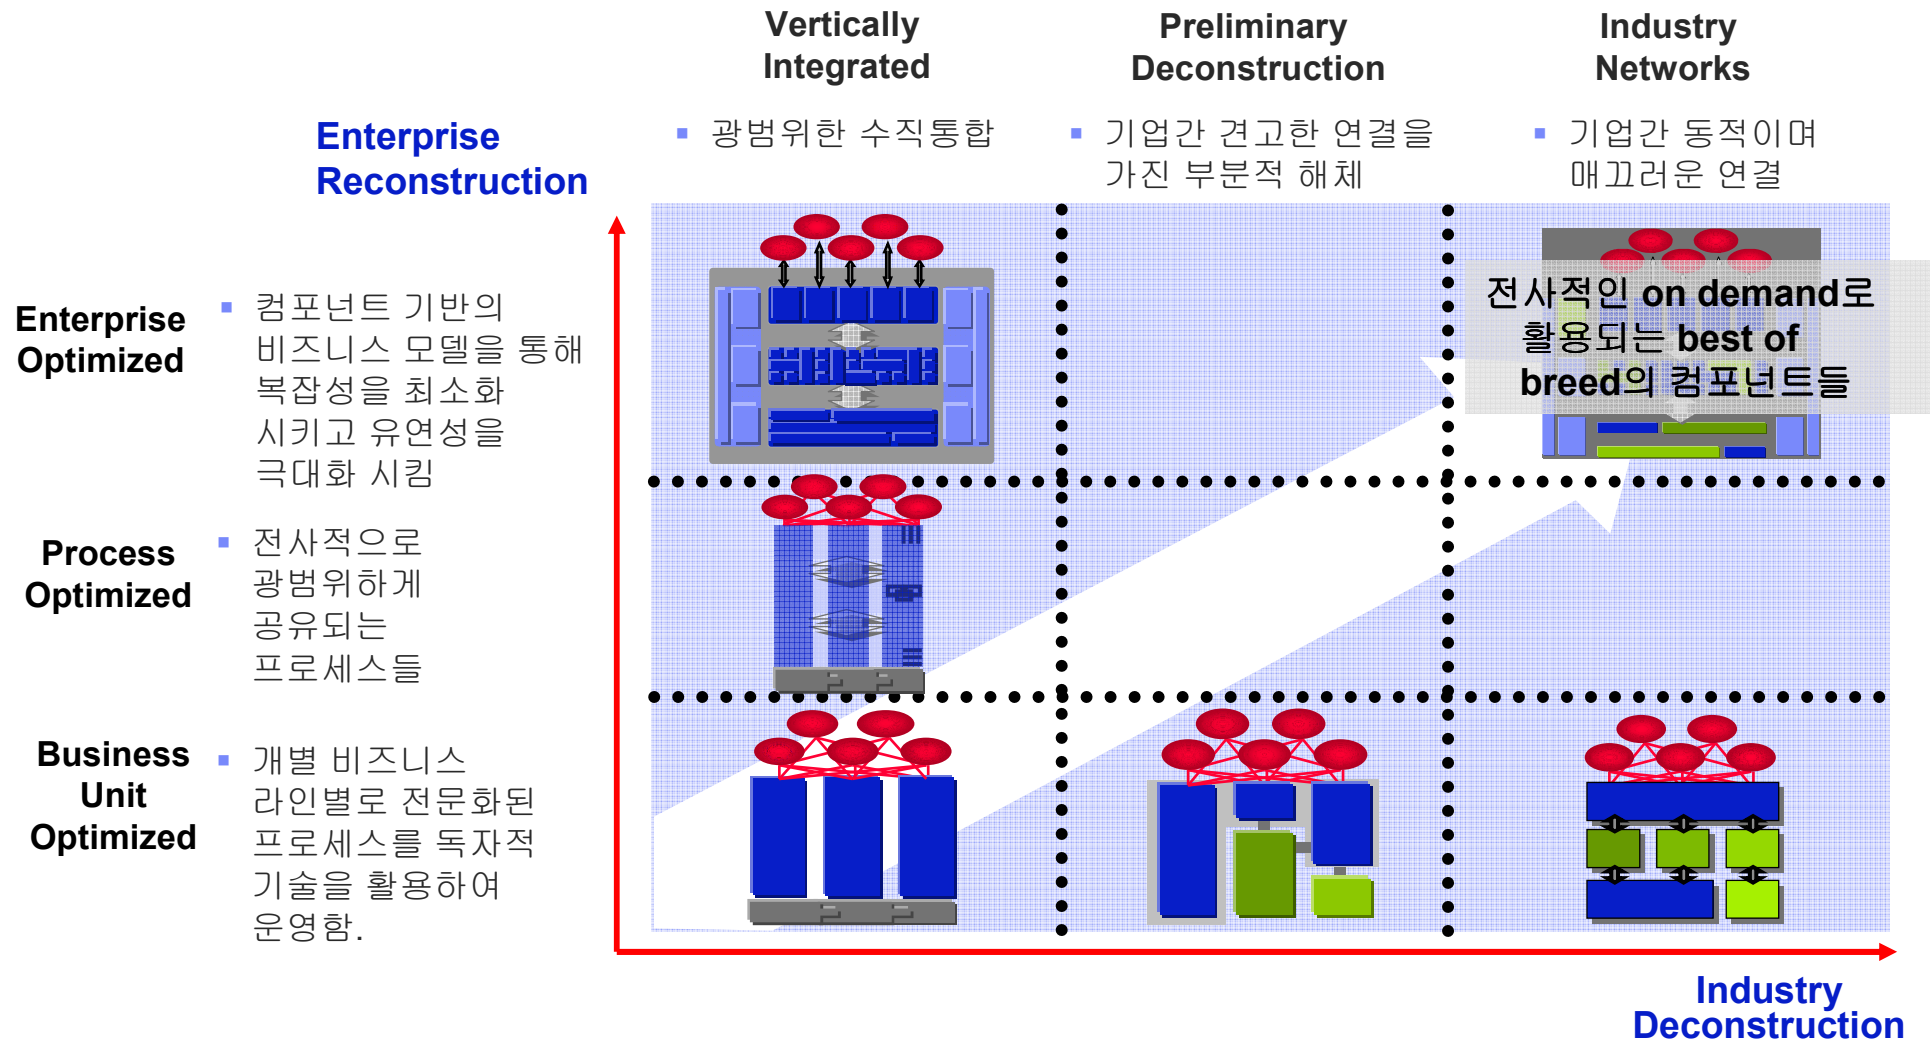 Vertically
Integrated
Preliminary
Deconstruction
Industry
Networks
Enterprise
Reconstruction
▪ 광범위한 수직통합
▪ 기업간 견고한 연결을
가진 부분적 해체
▪ 기업간 동적이며
매끄러운 연결
Enterprise
Optimized
▪ 컴포넌트 기반의
비즈니스 모델을 통해
복잡성을 최소화
시키고 유연성을
극대화 시킴
전사적인 on demand로
활용되는 best of
breed의 컴포넌트들
Process
Optimized
▪ 전사적으로
광범위하게
공유되는
프로세스들
Business
Unit
Optimized
▪ 개별 비즈니스
라인별로 전문화된
프로세스를 독자적
기술을 활용하여
운영함.
Industry
Deconstruction